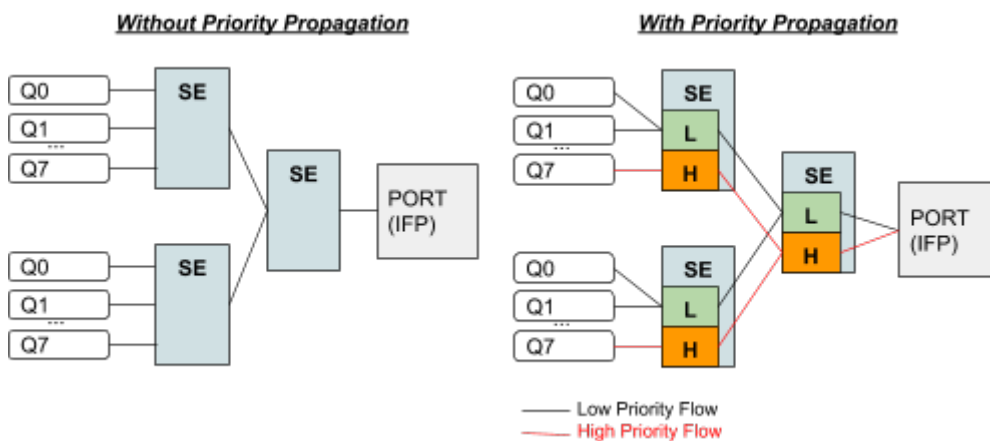 Without Priority Propagation
Q0
Q1
...
Q7
SE
Q0
Q1
...
Q7
SE
SE
PORT
(IFP)
With Priority Propagation
Q0
Q1
...
Q7
SE
L
H
Q0
Q1
...
Q7
SE
L
H
SE
L
H
PORT
(IFP)
Low Priority Flow
High Priority Flow